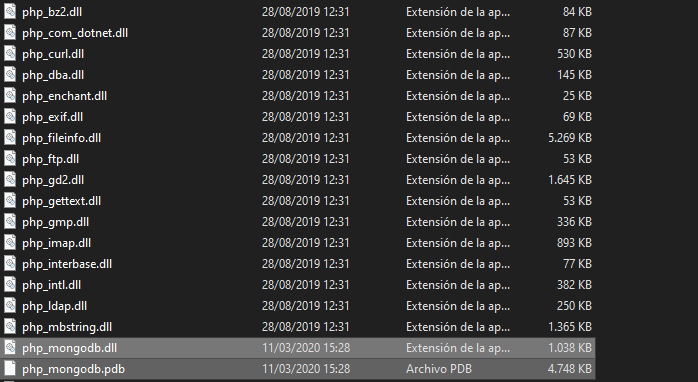 php_bz2.dll 28/08/2019 12:31 Extensión de la ap... 84 KB
php_com_dotnet.dll 28/08/2019 12:31 Extensión de la ap... 87 KB
php_curl.dll 28/08/2019 12:31 Extensión de la ap... 530 KB
php_dba.dll 28/08/2019 12:31 Extensión de la ap... 145 KB
php_enchant.dll 28/08/2019 12:31 Extensión de la ap... 25 KB
php_exif.dll 28/08/2019 12:31 Extensión de la ap... 69 KB
php_fileinfo.dll 28/08/2019 12:31 Extensión de la ap... 5.269 KB
php_ftp.dll 28/08/2019 12:31 Extensión de la ap... 53 KB
php_gd2.dll 28/08/2019 12:31 Extensión de la ap... 1.645 KB
php_gettext.dll 28/08/2019 12:31 Extensión de la ap... 53 KB
php_gmp.dll 28/08/2019 12:31 Extensión de la ap... 336 KB
php_imap.dll 28/08/2019 12:31 Extensión de la ap... 893 KB
php_interbase.dll 28/08/2019 12:31 Extensión de la ap... 77 KB
php_intl.dll 28/08/2019 12:31 Extensión de la ap... 382 KB
php_ldap.dll 28/08/2019 12:31 Extensión de la ap... 250 KB
php_mbstring.dll 28/08/2019 12:31 Extensión de la ap... 1.365 KB
php_mongodb.dll 11/03/2020 15:28 Extensión de la ap... 1.038 KB
php_mongodb.pdb 11/03/2020 15:28 Archivo PDB 4.748 KB